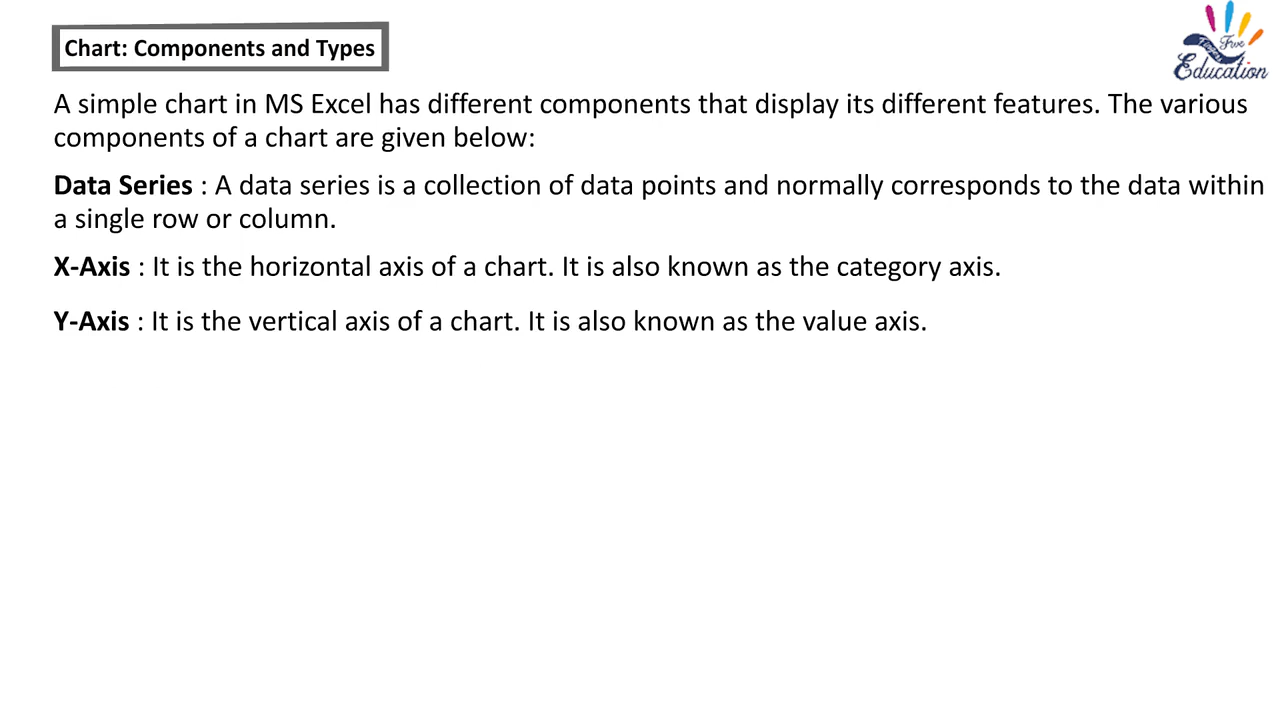 Chart: Components and Types
Five
Education
A simple chart in MS Excel has different components that display its different features. The various
components of a chart are given below:
Data Series : A data series is a collection of data points and normally corresponds to the data within
a single row or column.
X-Axis : It is the horizontal axis of a chart. It is also known as the category axis.
Y-Axis : It is the vertical axis of a chart. It is also known as the value axis.